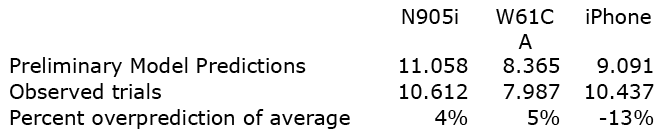 N905i W61C iPhone
A
Preliminary Model Predictions 11.058 8.365 9.091
Observed trials 10.612 7.987 10.437
Percent overprediction of average 4% 5% -13%